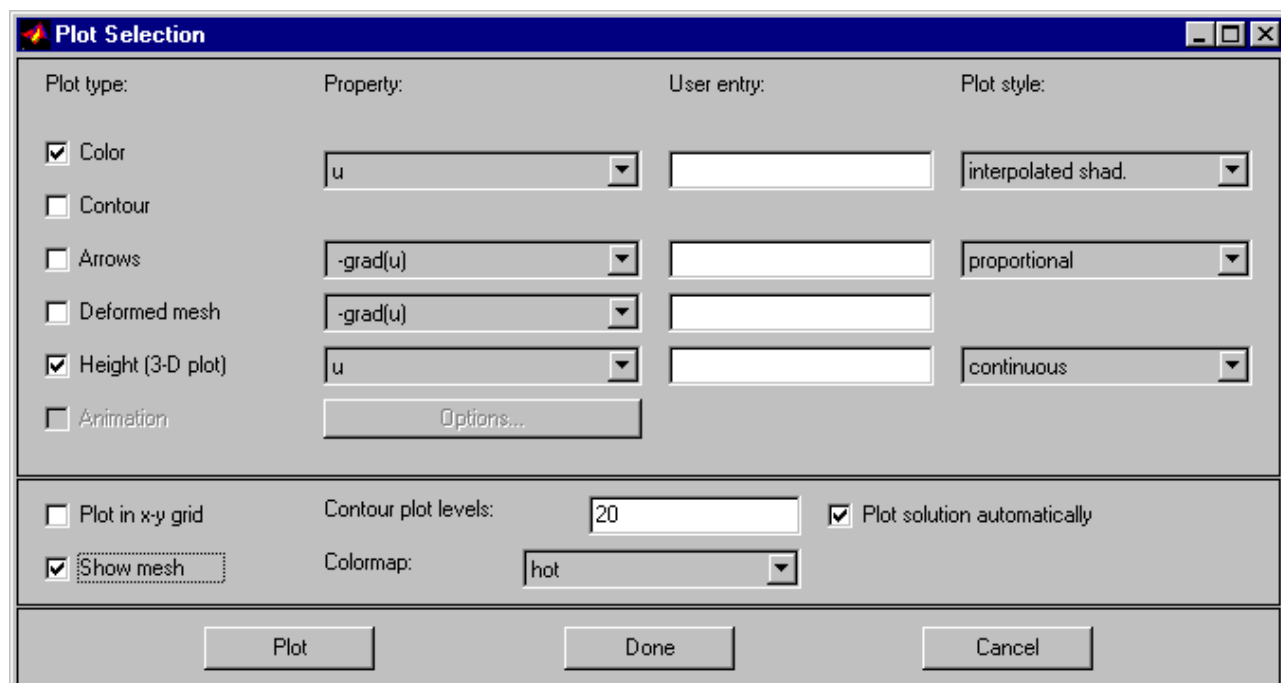 Plot Selection
Plot type: Property: User entry: Plot style:
Color
u interpolated shad.
Contour
Arrows -grad(u) proportional
Deformed mesh -grad(u)
Height (3-D plot) u continuous
Animation Options...
Plot in x-y grid Contour plot levels: 20 Plot solution automatically
Show mesh Colormap: hot
Plot Done Cancel